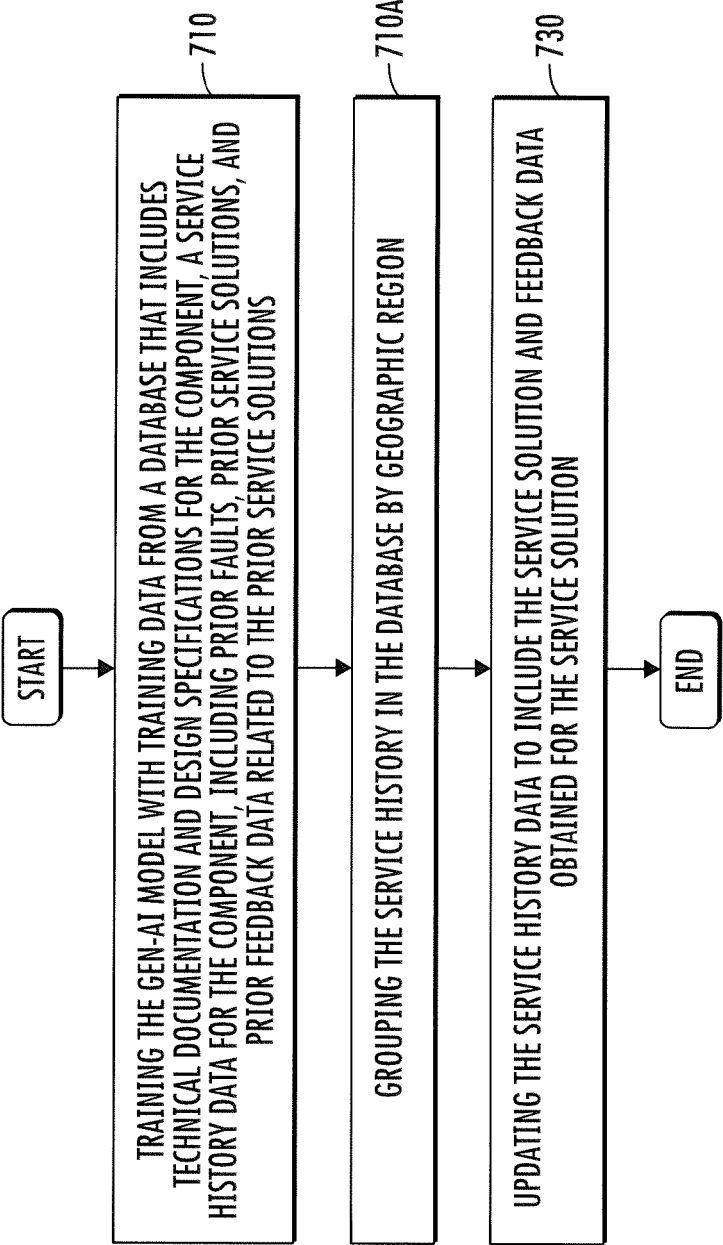 START
710
TRAINING THE GEN-AI MODEL WITH TRAINING DATA FROM A DATABASE THAT INCLUDES
TECHNICAL DOCUMENTATION AND DESIGN SPECIFICATIONS FOR THE COMPONENT, A SERVICE
HISTORY DATA FOR THE COMPONENT, INCLUDING PRIOR FAULTS, PRIOR SERVICE SOLUTIONS, AND
PRIOR FEEDBACK DATA RELATED TO THE PRIOR SERVICE SOLUTIONS
710A
GROUPING THE SERVICE HISTORY IN THE DATABASE BY GEOGRAPHIC REGION
730
UPDATING THE SERVICE HISTORY DATA TO INCLUDE THE SERVICE SOLUTION AND FEEDBACK DATA
OBTAINED FOR THE SERVICE SOLUTION
END